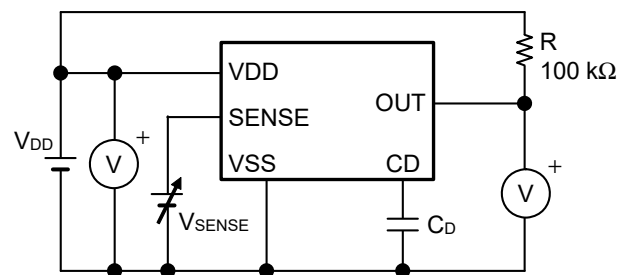 R
100 kΩ
VDD
OUT
SENSE
VDD
V
+
VSS
CD
V
+
VSENSE
CD